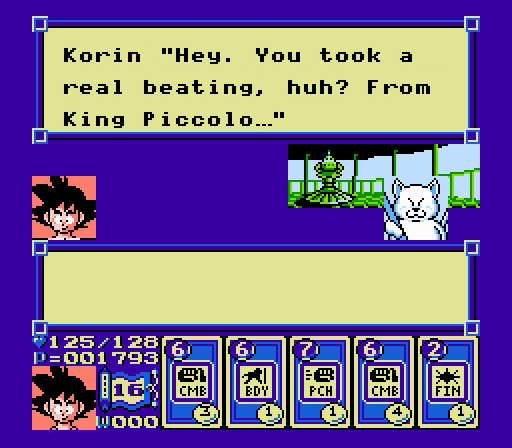 Korin "Hey. You took a
real beating, huh? From
King Piccolo…"
125/128
P=001793
16
W000
6 6 7 6 2
CMB BDY PCH CMB FIN
3 1 1 4 1